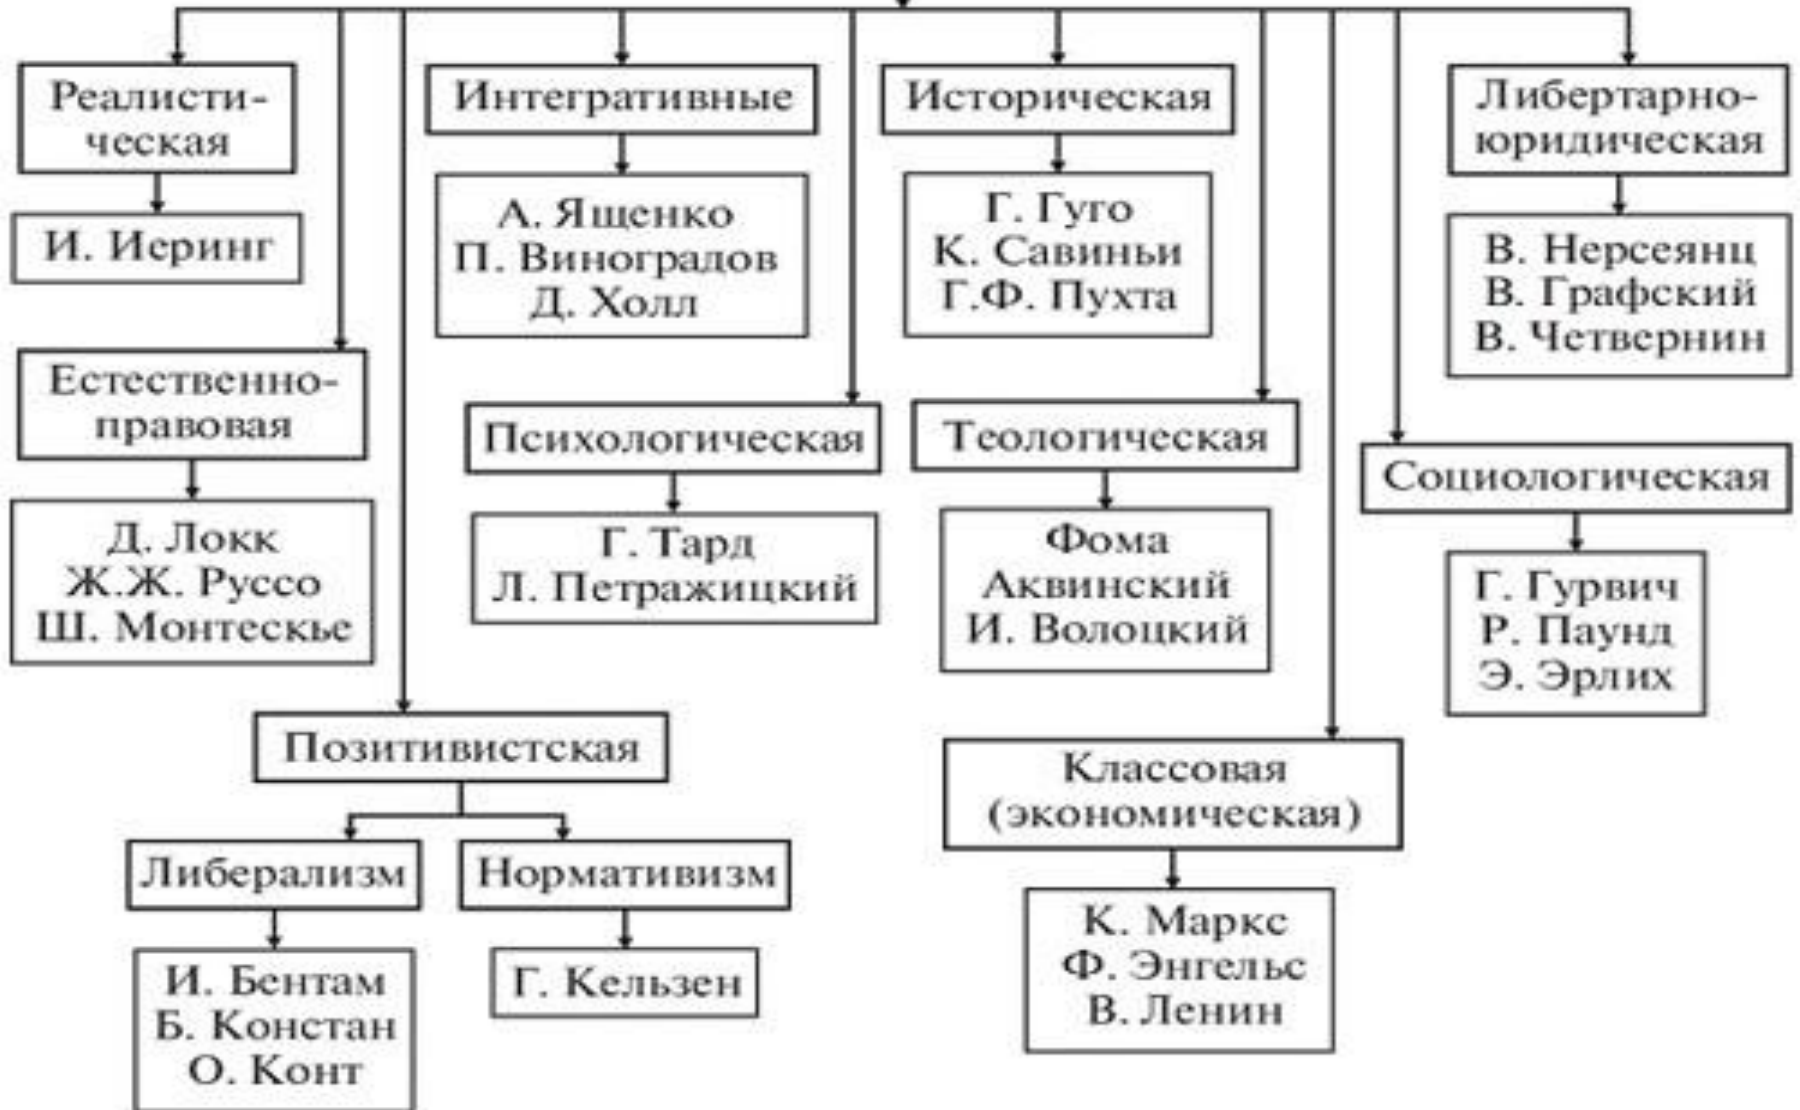 Реалисти-
ческая
И. Иеринг
Естественно-
правовая
Д. Локк
Ж.Ж. Руссо
Ш. Монтескье
Интегративные
А. Ященко
П. Виноградов
Д. Холл
Историческая
Г. Гуго
К. Савиньи
Г.Ф. Пухта
Либертарно-
юридическая
В. Нерсеянц
В. Графский
В. Четвернин
Психологическая
Г. Тард
Л. Петражицкий
Теологическая
Фома
Аквинский
И. Волоцкий
Социологическая
Г. Гурвич
Р. Паунд
Э. Эрлих
Позитивистская
Либерализм
И. Бентам
Б. Констан
О. Конт
Нормативизм
Г. Кельзен
Классовая
(экономическая)
К. Маркс
Ф. Энгельс
В. Ленин